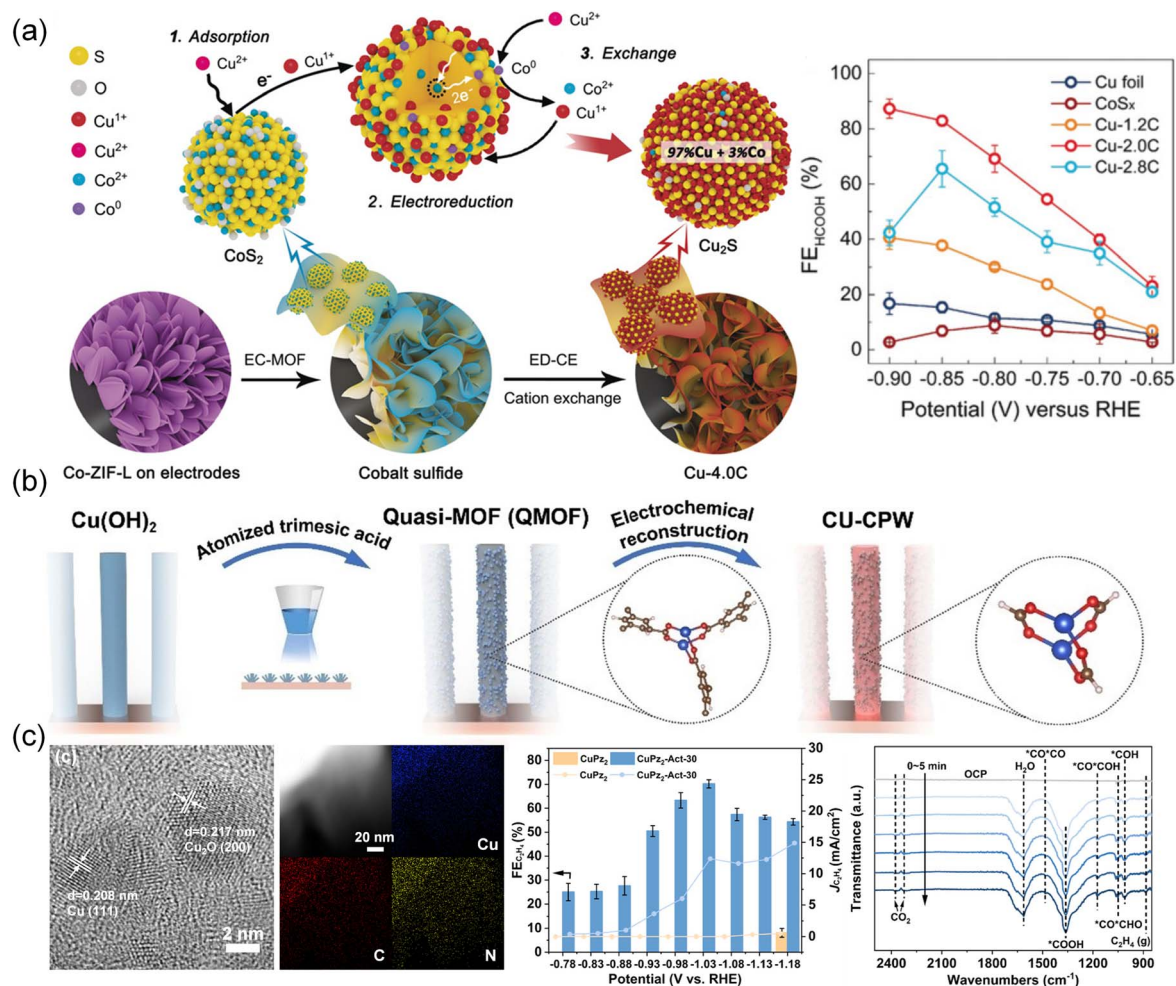 (a)
S
O
Cu1+
Cu2+
Co2+
Co0
1. Adsorption
Cu2+
e-
Cu1+
2e-
Cu2+
3. Exchange
Co0
Co2+
Cu1+
2. Electroreduction
97%Cu + 3%Co
CoS2
Cu2S
EC-MOF
ED-CE
Cation exchange
Co-ZIF-L on electrodes
Cobalt sulfide
Cu-4.0C
FEHCOOH (%)
100
80
60
40
20
0
Cu foil
CoSx
Cu-1.2C
Cu-2.0C
Cu-2.8C
-0.90 -0.85 -0.80 -0.75 -0.70 -0.65
Potential (V) versus RHE
(b)
Cu(OH)2
Atomized trimesic acid
Quasi-MOF (QMOF)
Electrochemical
reconstruction
CU-CPW
(c)
(c)
d=0.217 nm
Cu2O (200)
d=0.208 nm
Cu (111)
2 nm
20 nm
Cu
C
N
FEC2H4 (%)
80
70
60
50
40
30
20
10
0
CuPz2 CuPz2-Act-30
CuPz2 CuPz2-Act-30
30
25
20
15
10
5
0
JC2H4 (mA/cm2)
-0.78 -0.83 -0.88 -0.93 -0.98 -1.03 -1.08 -1.13 -1.18
Potential (V vs. RHE)
Transmittance (a.u.)
0~5 min
OCP
H2O
*CO*CO
*CO*COH
*COH
CO2
*COOH
*CO*CHO
C2H4 (g)
2400 2100 1800 1500 1200 900
Wavenumbers (cm-1)